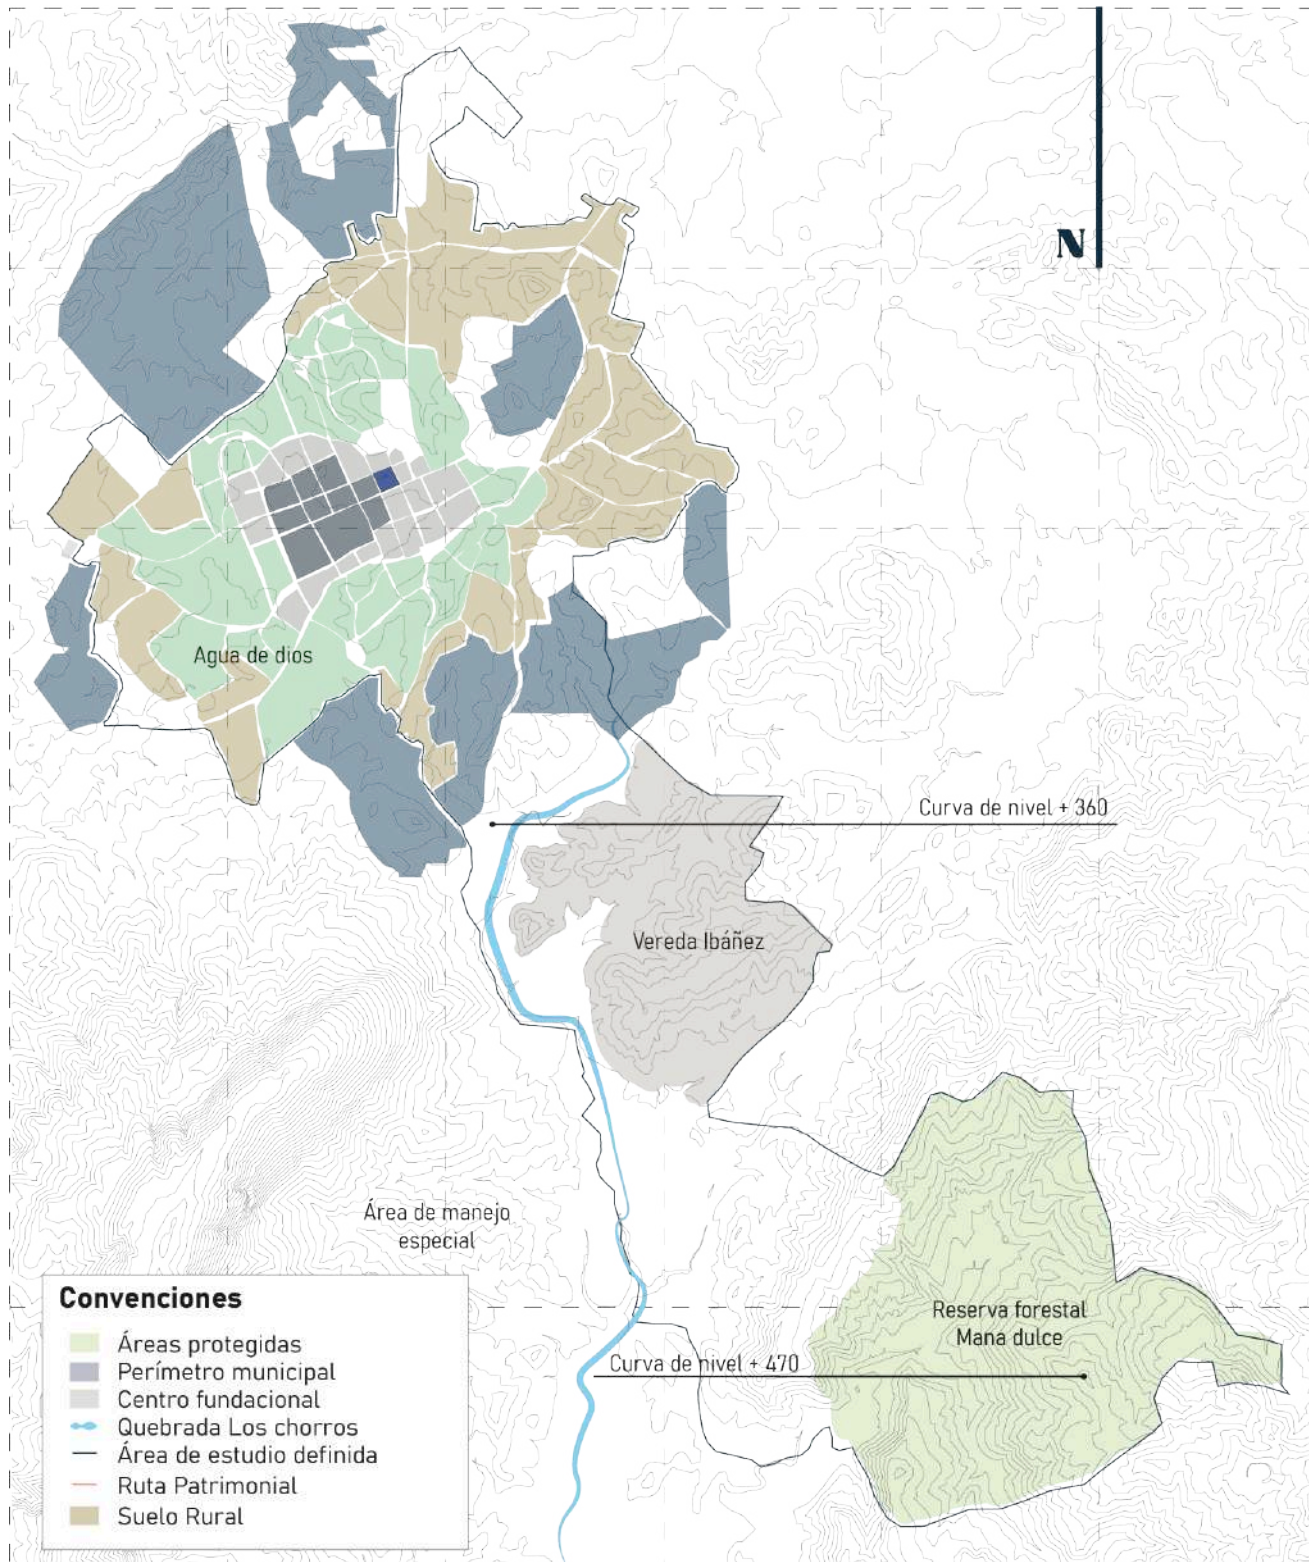 N
Agua de dios
Curva de nivel + 360
Vereda Ibáñez
Área de manejo
especial
Reserva forestal
Mana dulce
Curva de nivel + 470
Convenciones
Áreas protegidas
Perímetro municipal
Centro fundacional
Quebrada Los chorros
Área de estudio definida
Ruta Patrimonial
Suelo Rural